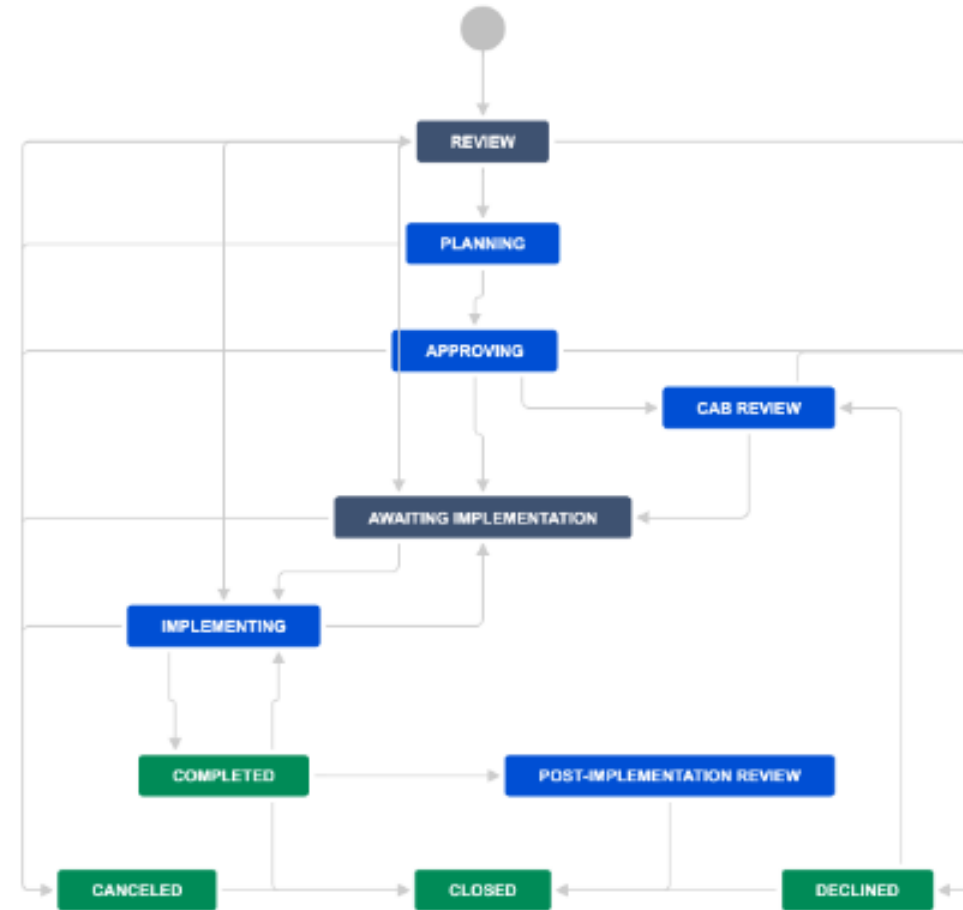 REVIEW
PLANNING
APPROVING
CAB REVIEW
AWAITING IMPLEMENTATION
IMPLEMENTING
COMPLETED
POST-IMPLEMENTATION REVIEW
CANCELED
CLOSED
DECLINED